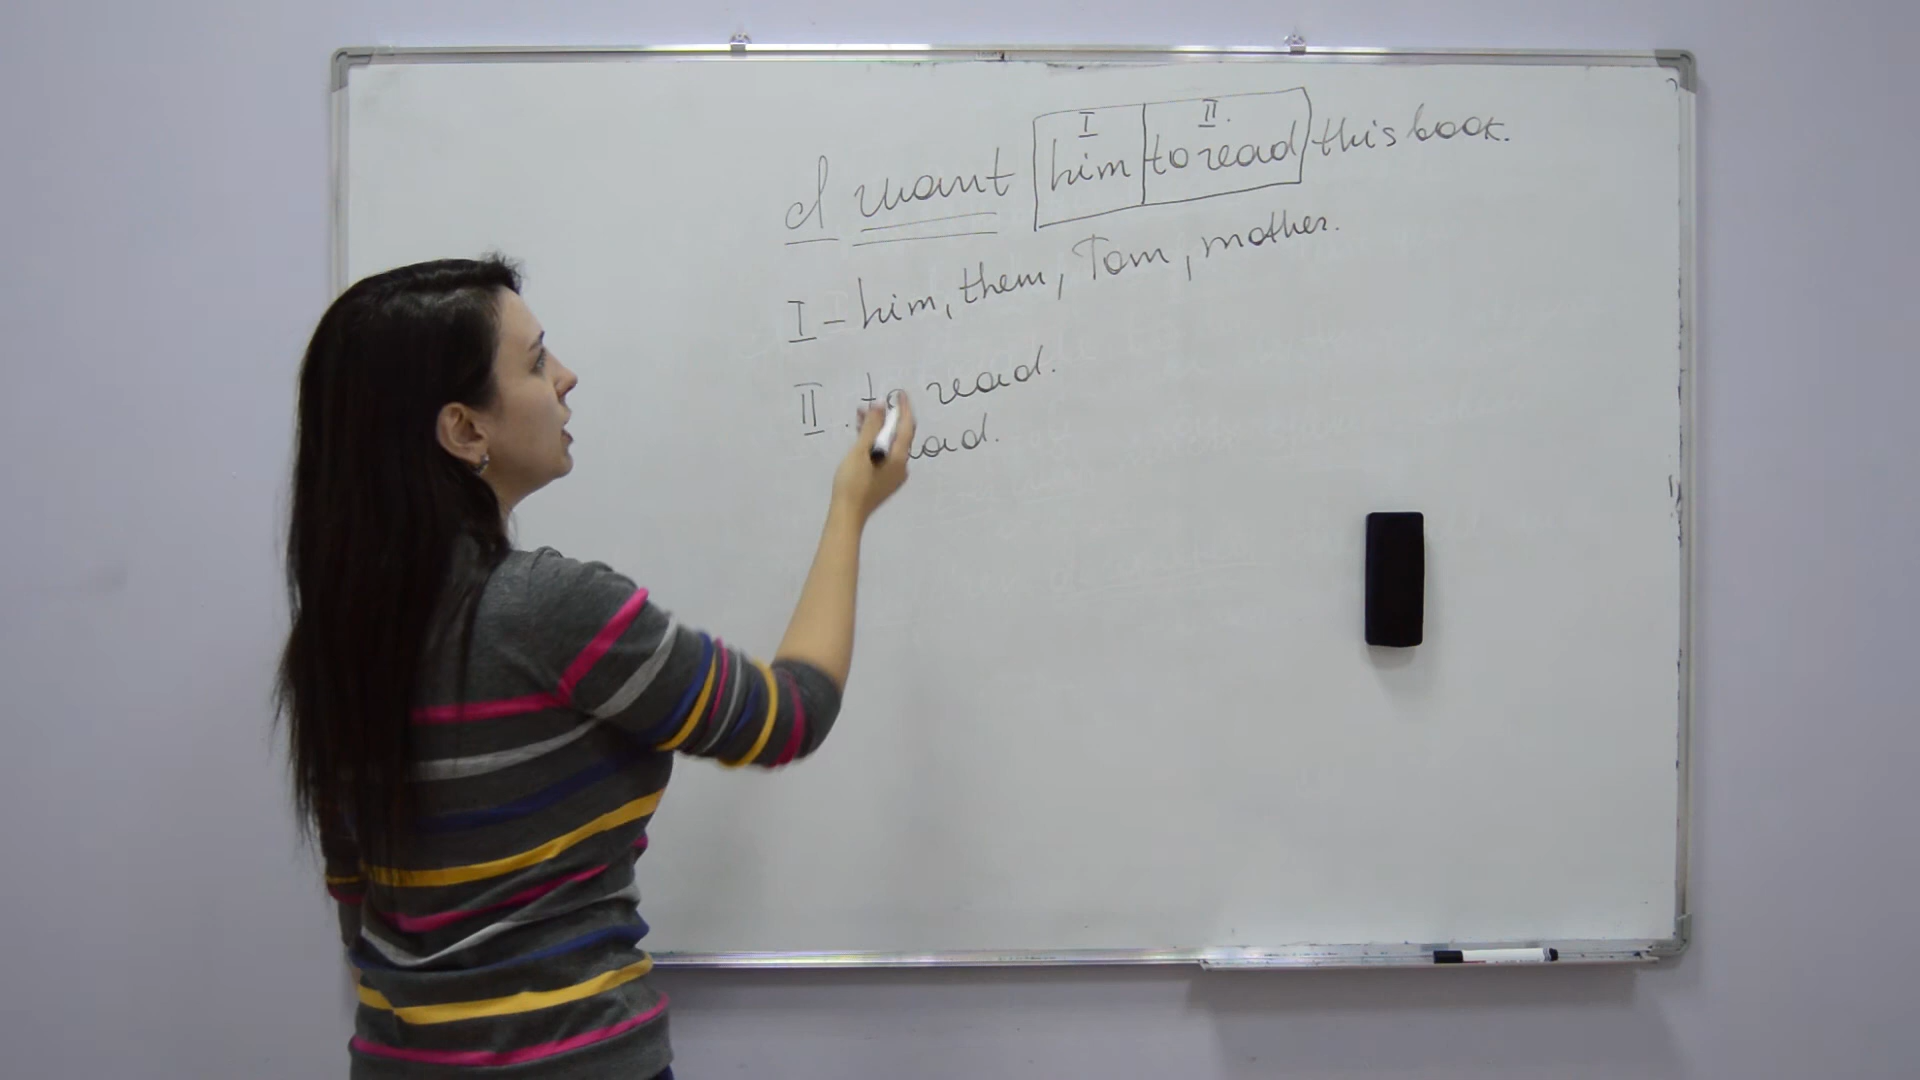 I want him I to read II. this book.
I – him, them, Tom, mother.
II. to read.
read.